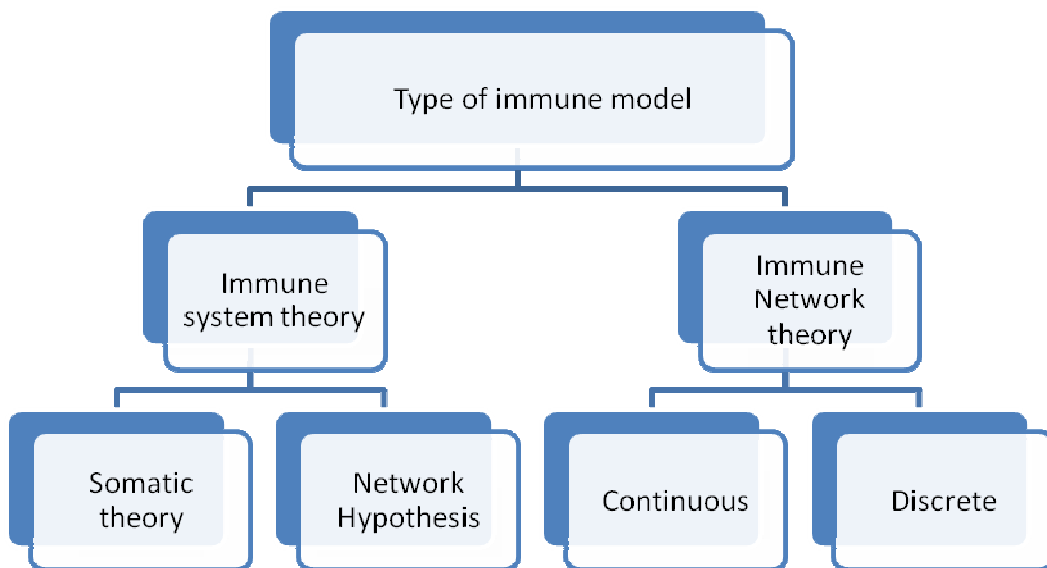 Type of immune model
Immune
system theory
Immune
Network
theory
Somatic
theory
Network
Hypothesis
Continuous
Discrete